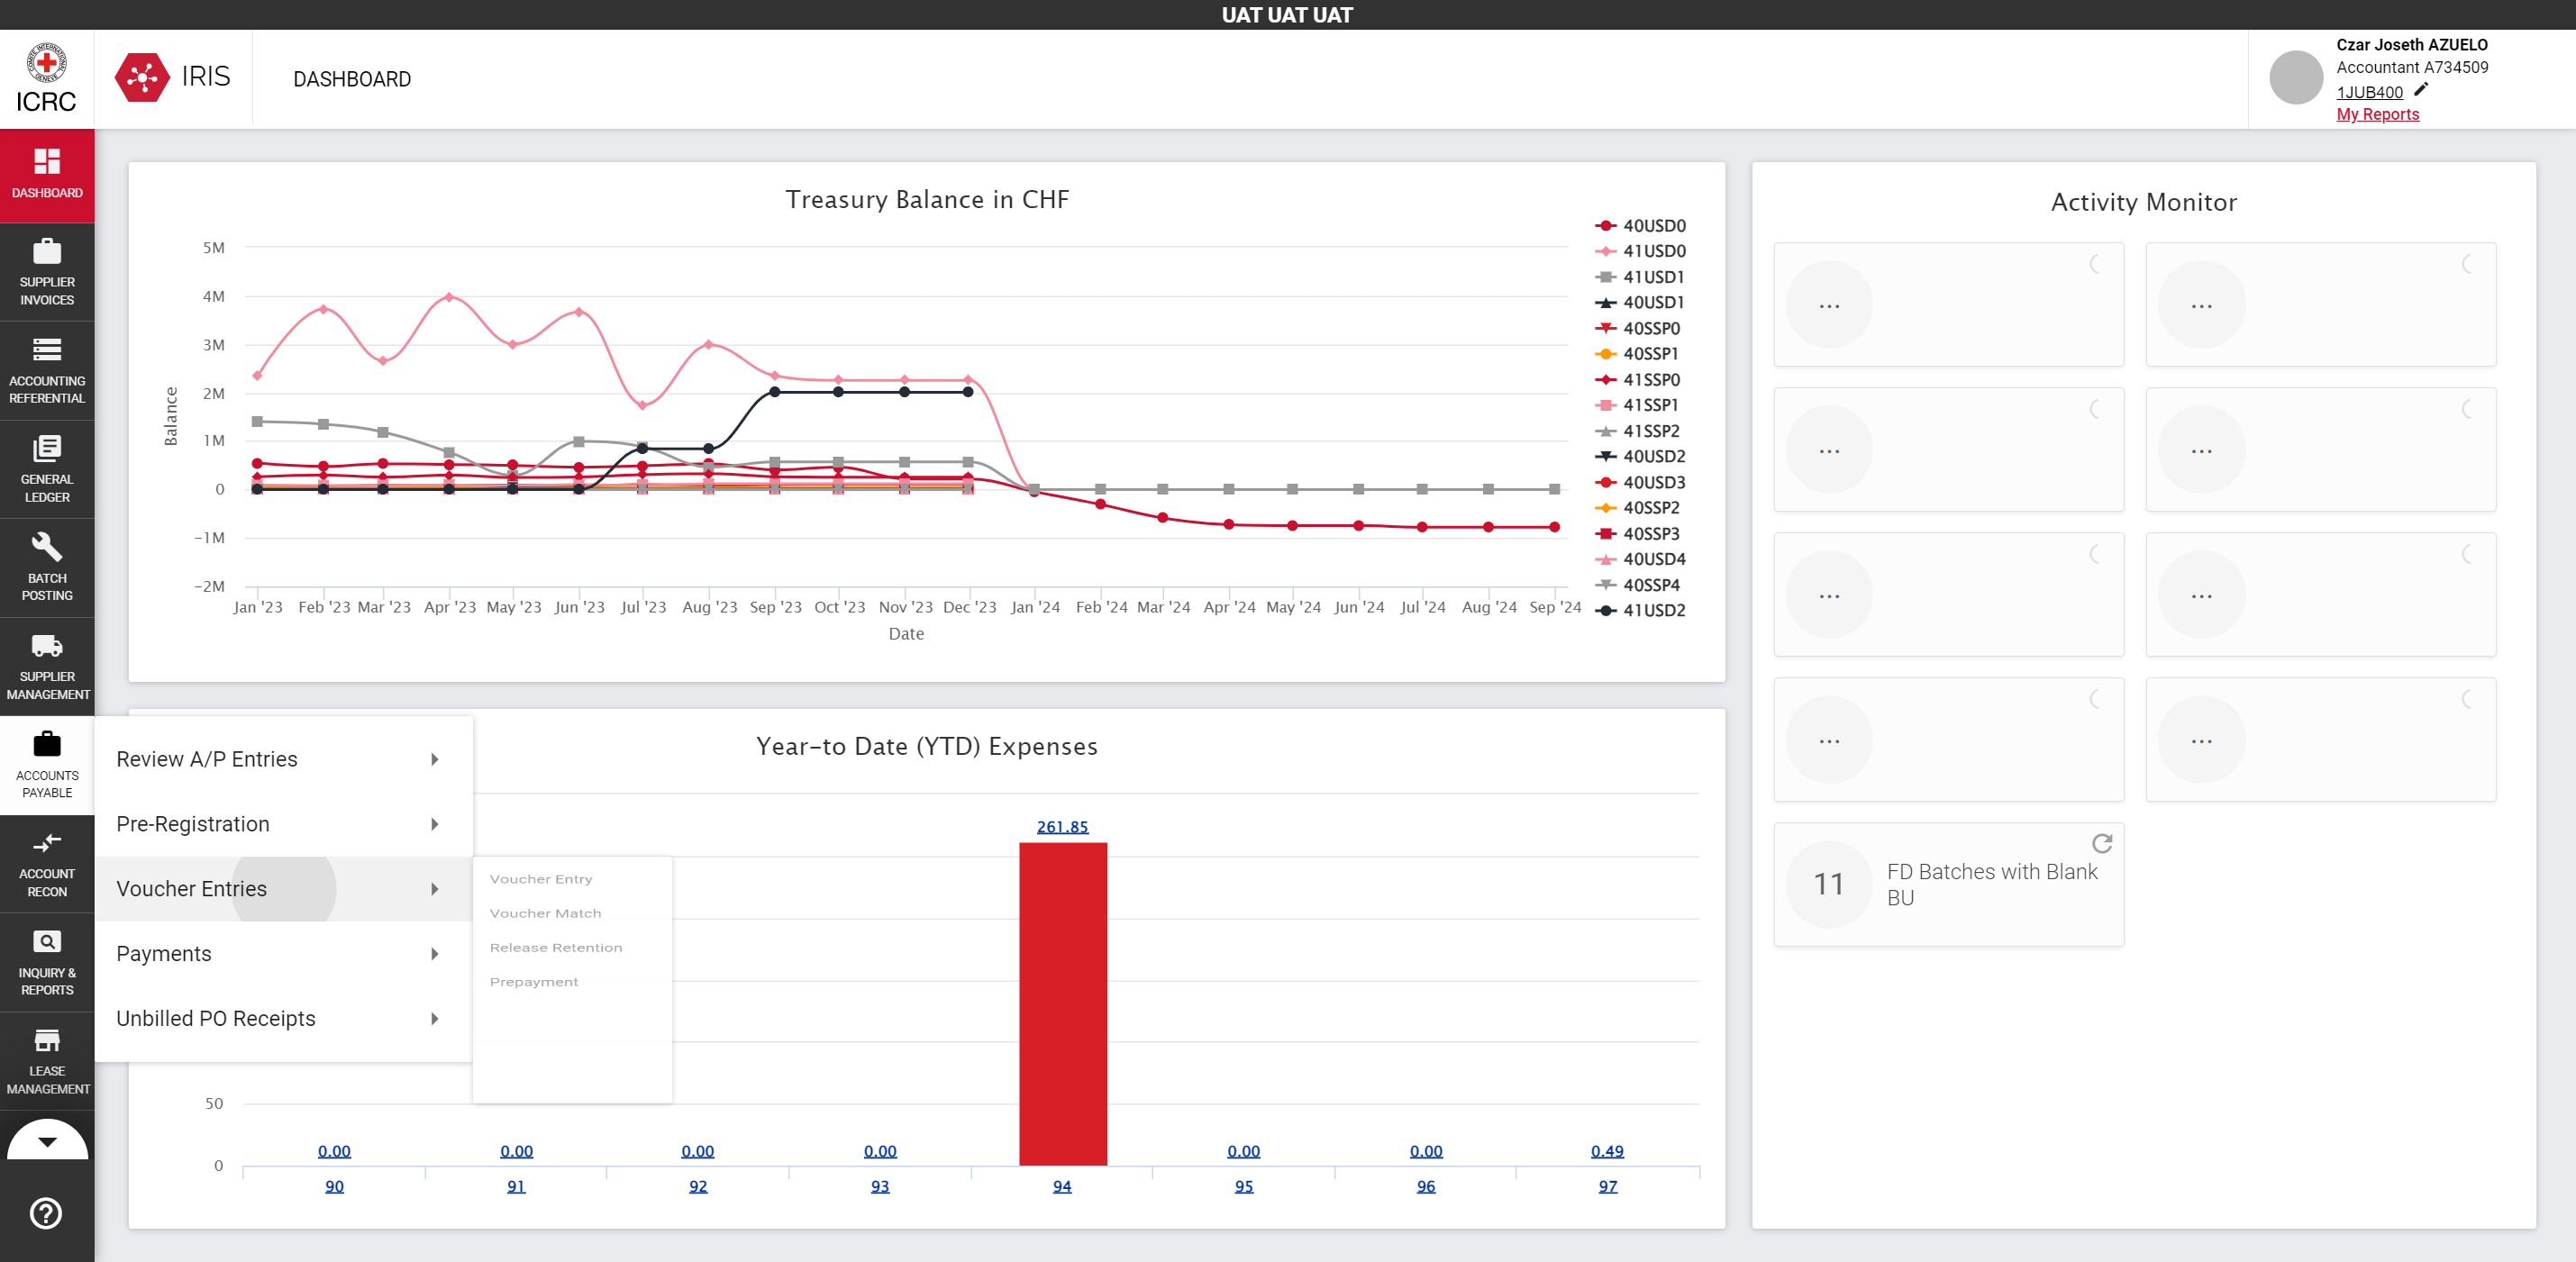 UAT UAT UAT
ICRC
IRIS
DASHBOARD
Czar Joseth AZUELO
Accountant A734509
1JUB400
My Reports
DASHBOARD
SUPPLIER
INVOICES
ACCOUNTING
REFERENTIAL
GENERAL
LEDGER
BATCH
POSTING
SUPPLIER
MANAGEMENT
ACCOUNTS
PAYABLE
ACCOUNT
RECON
INQUIRY &
REPORTS
LEASE
MANAGEMENT
Treasury Balance in CHF
Balance
5M
4M
3M
2M
1M
0
-1M
-2M
Jan '23 Feb '23 Mar '23 Apr '23 May '23 Jun '23 Jul '23 Aug '23 Sep '23 Oct '23 Nov '23 Dec '23 Jan '24 Feb '24 Mar '24 Apr '24 May '24 Jun '24 Jul '24 Aug '24 Sep '24
Date
40USD0
41USD0
41USD1
40USD1
40SSP0
40SSP1
41SSP0
41SSP1
41SSP2
40USD2
40USD3
40SSP2
40SSP3
40USD4
40SSP4
41USD2
Review A/P Entries
Pre-Registration
Voucher Entries
Payments
Unbilled PO Receipts
Voucher Entry
Voucher Match
Release Retention
Prepayment
Year-to Date (YTD) Expenses
261.85
50
0
0.00 0.00 0.00 0.00 0.00 0.00 0.49
90 91 92 93 94 95 96 97
Activity Monitor
... ...
... ...
... ...
... ...
11
FD Batches with Blank
BU